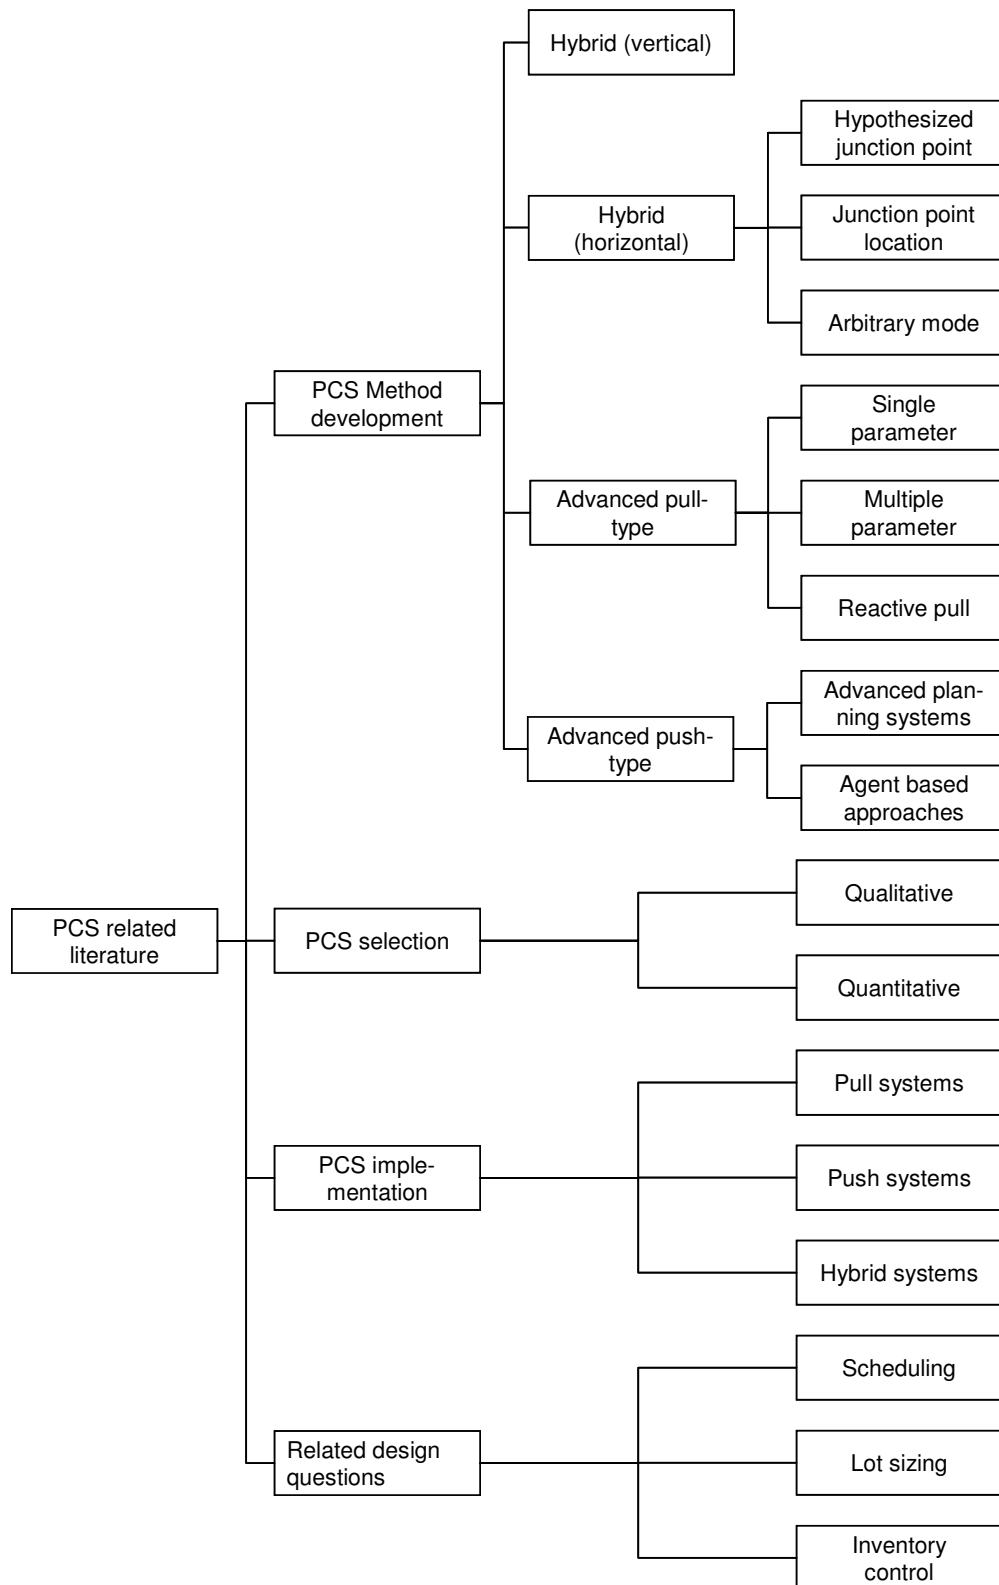 Hybrid (vertical)
Hypothesized
junction point
Hybrid
(horizontal)
Junction point
location
Arbitrary mode
PCS Method
development
Single
parameter
Advanced pull-
type
Multiple
parameter
Reactive pull
Advanced plan-
ning systems
Advanced push-
type
Agent based
approaches
Qualitative
PCS related
literature
PCS selection
Quantitative
Pull systems
PCS imple-
mentation
Push systems
Hybrid systems
Scheduling
Related design
questions
Lot sizing
Inventory
control